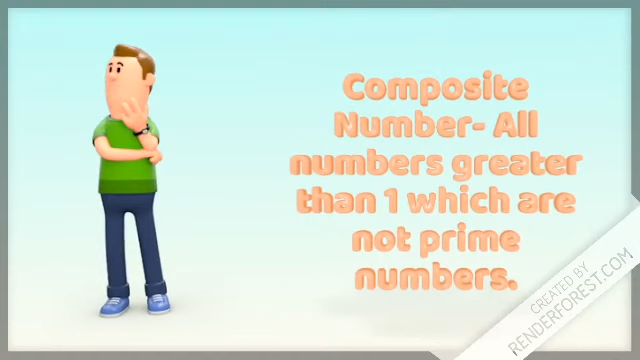 Composite
Number- All
numbers greater
than 1 which are
not prime
numbers.
CREATED BY
RENDERFOREST.COM